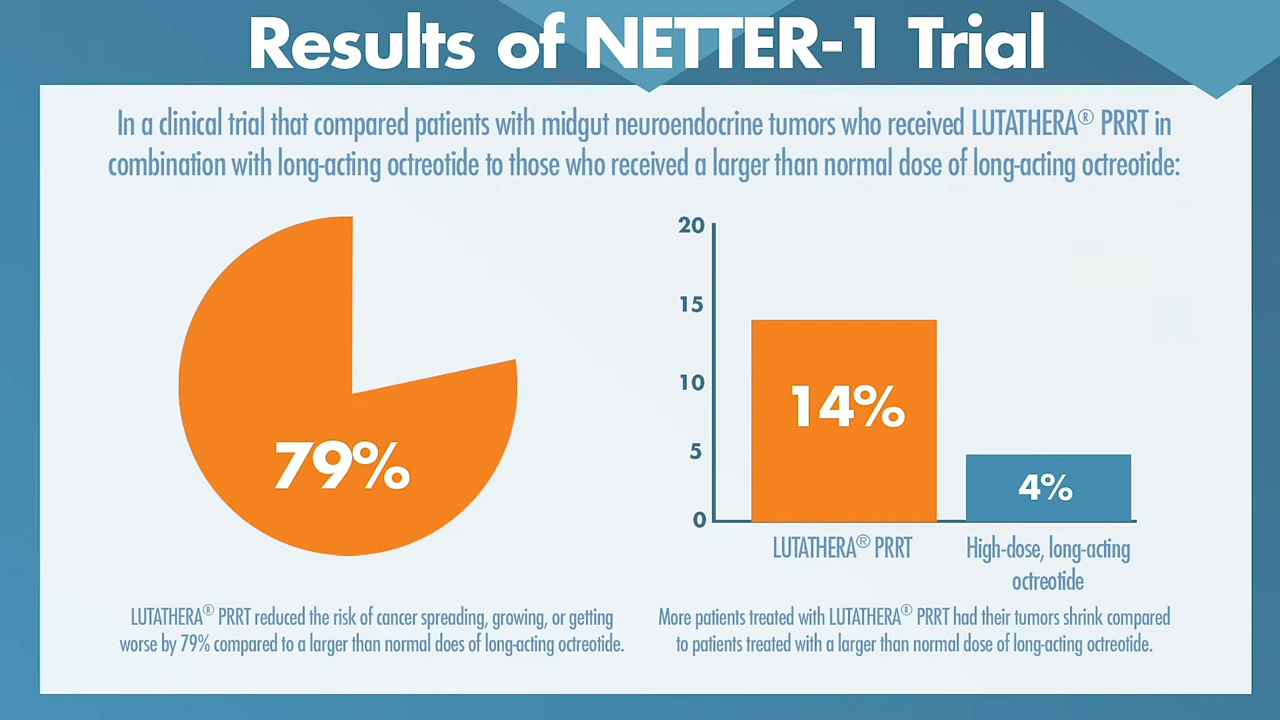 Results of NETTER-1 Trial
In a clinical trial that compared patients with midgut neuroendocrine tumors who received LUTATHERA® PRRT in
combination with long-acting octreotide to those who received a larger than normal dose of long-acting octreotide:
79%
LUTATHERA® PRRT reduced the risk of cancer spreading, growing, or getting
worse by 79% compared to a larger than normal does of long-acting octreotide.
20
15
10
5
0
14%
4%
LUTATHERA® PRRT
High-dose, long-acting
octreotide
More patients treated with LUTATHERA® PRRT had their tumors shrink compared
to patients treated with a larger than normal dose of long-acting octreotide.